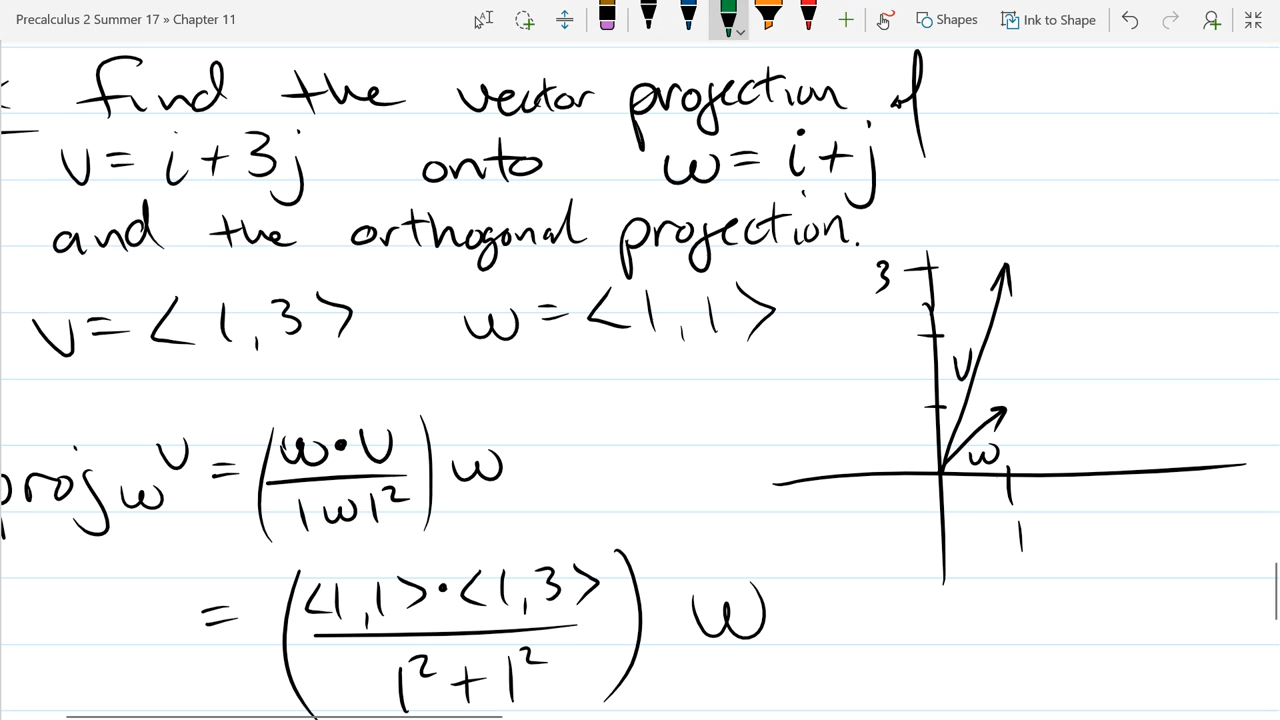 Precalculus 2 Summer 17 » Chapter 11
Shapes
Ink to Shape
find the vector projection of
v = i + 3j onto w = i + j
and the orthogonal projection.
v = <1,3> w = <1,1>
3
v
w
1
proj_w v = (w·v / |w|²) w
= (<1,1>·<1,3> / 1² + 1²) w